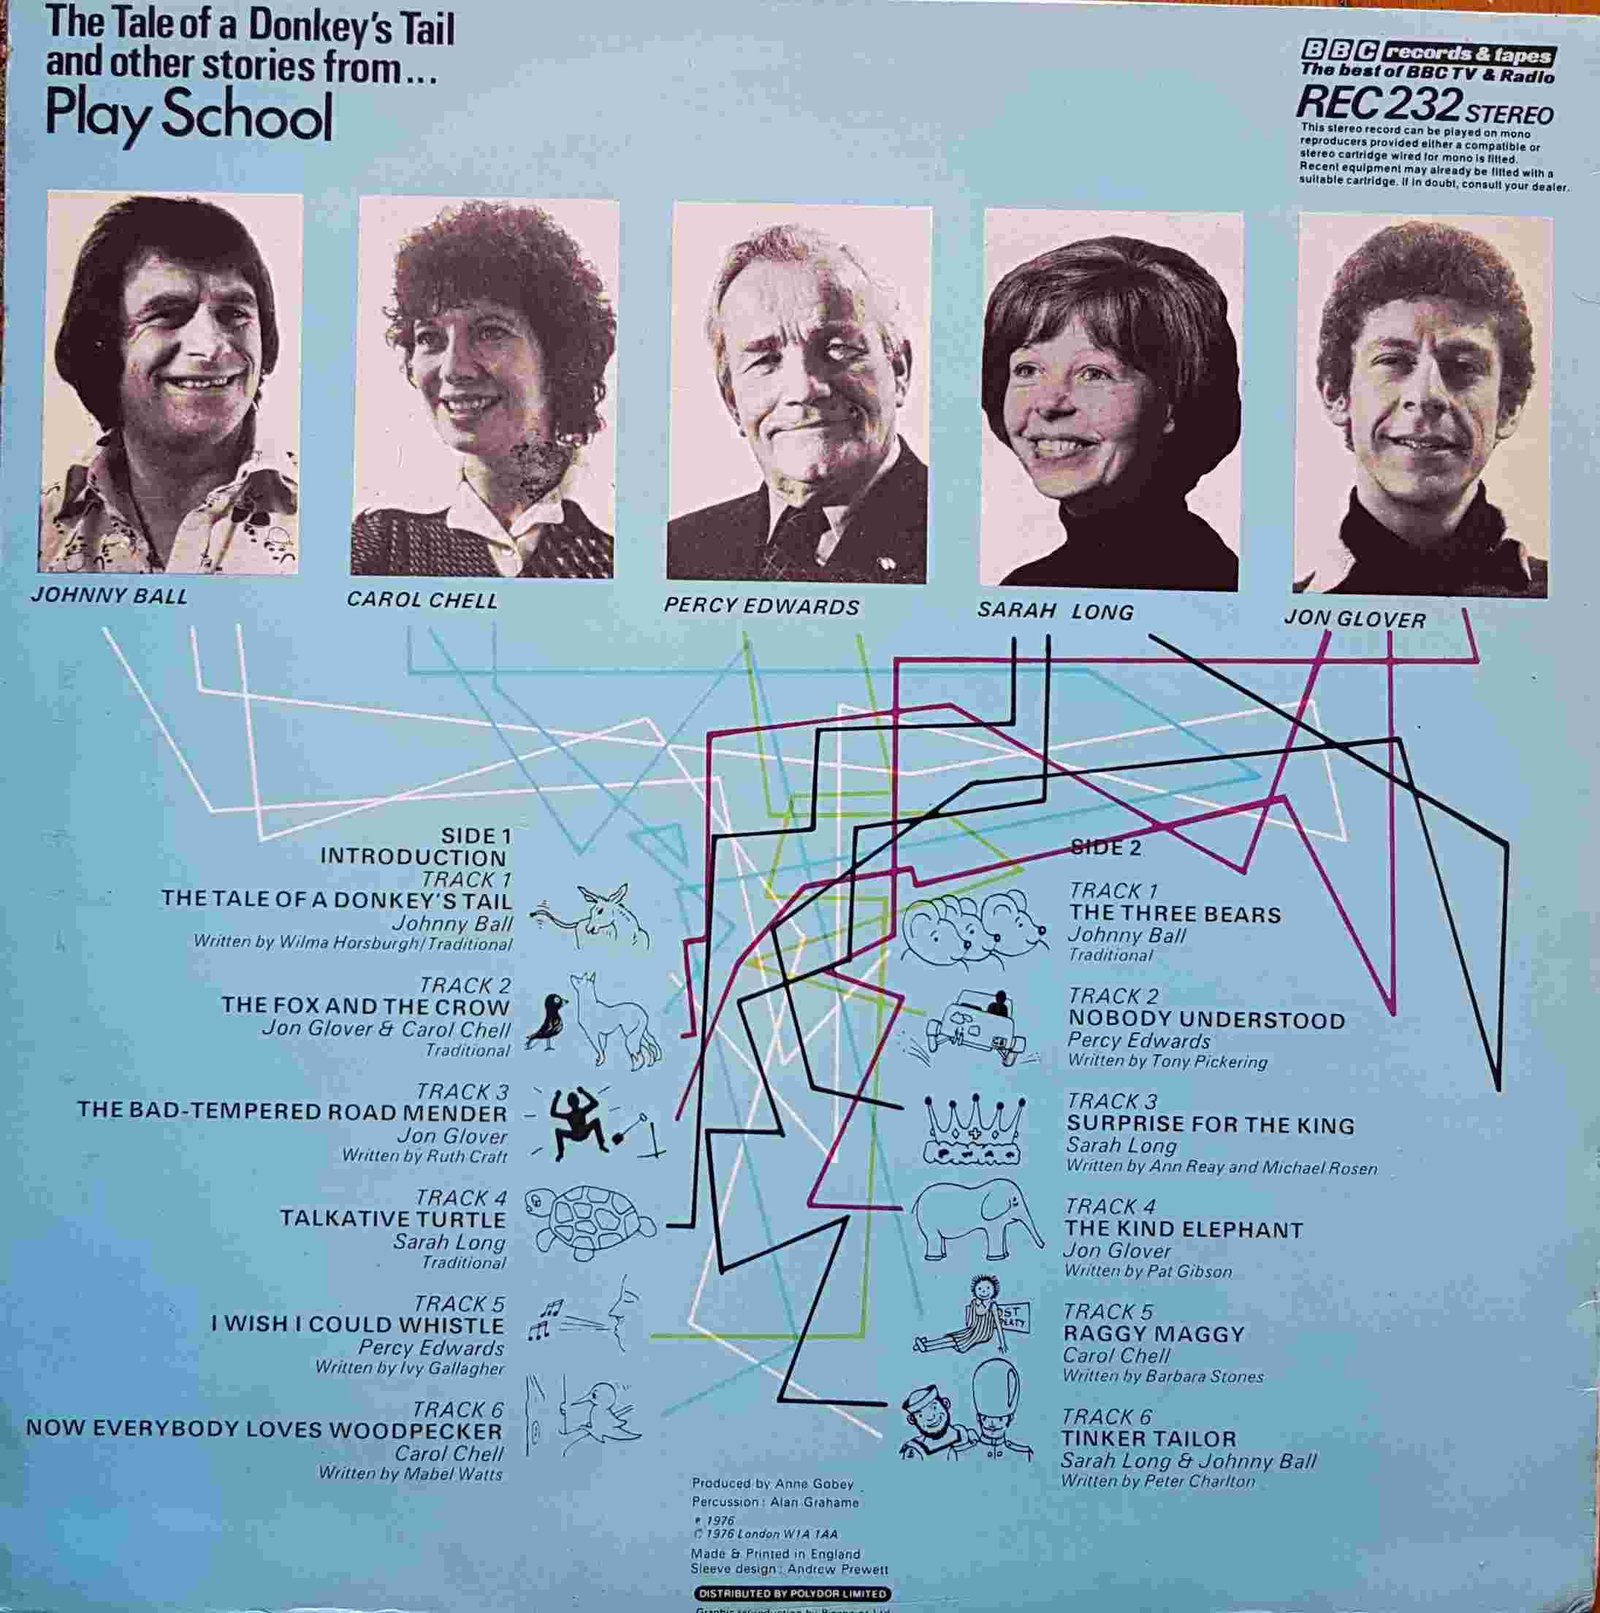 The Tale of a Donkey's Tail
and other stories from...
Play School
BBC records & tapes
The best of BBC TV & Radio
REC 232 STEREO
This stereo record can be played on mono
reproducers provided either a compatible or
stereo cartridge wired for mono is fitted.
Recent equipment may already be fitted with a
suitable cartridge. If in doubt, consult your dealer.
JOHNNY BALL
CAROL CHELL
PERCY EDWARDS
SARAH LONG
JON GLOVER
SIDE 1
INTRODUCTION
TRACK 1
THE TALE OF A DONKEY'S TAIL
Johnny Ball
Written by Wilma Horsburgh/Traditional
TRACK 2
THE FOX AND THE CROW
Jon Glover & Carol Chell
Traditional
TRACK 3
THE BAD-TEMPERED ROAD MENDER
Jon Glover
Written by Ruth Craft
TRACK 4
TALKATIVE TURTLE
Sarah Long
Traditional
TRACK 5
I WISH I COULD WHISTLE
Percy Edwards
Written by Ivy Gallagher
TRACK 6
NOW EVERYBODY LOVES WOODPECKER
Carol Chell
Written by Mabel Watts
SIDE 2
TRACK 1
THE THREE BEARS
Johnny Ball
Traditional
TRACK 2
NOBODY UNDERSTOOD
Percy Edwards
Written by Tony Pickering
TRACK 3
SURPRISE FOR THE KING
Sarah Long
Written by Ann Reay and Michael Rosen
TRACK 4
THE KIND ELEPHANT
Jon Glover
Written by Pat Gibson
TRACK 5
RAGGY MAGGY
Carol Chell
Written by Barbara Stones
TRACK 6
TINKER TAILOR
Sarah Long & Johnny Ball
Written by Peter Charlton
Produced by Anne Gobey
Percussion: Alan Grahame
℗ 1976
© 1976 London W1A 1AA
Made & Printed in England
Sleeve design: Andrew Prewett
DISTRIBUTED BY POLYDOR LIMITED